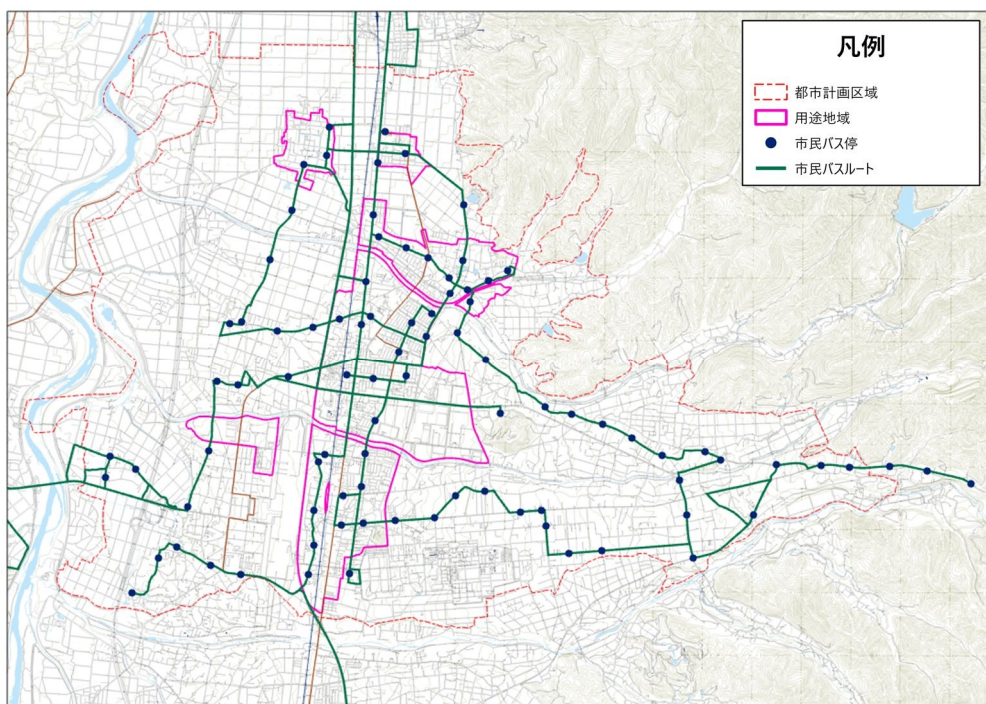 凡例
都市計画区域
用途地域
市民バス停
市民バスルート